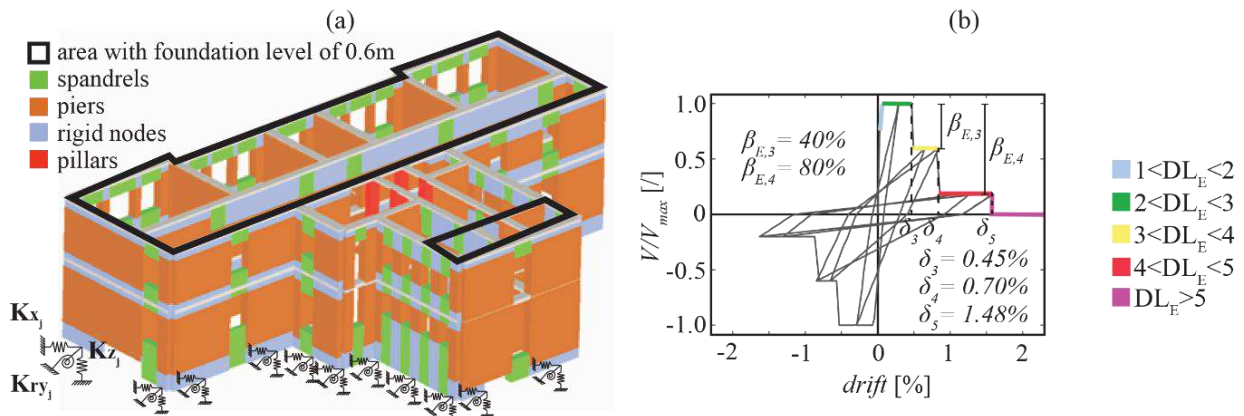 (a)
area with foundation level of 0.6m
spandrels
piers
rigid nodes
pillars
Kxj
Kzj
Kryj
(b)
1.0
0.5
0
-0.5
-1.0
V/Vmax [/]
βE,3 = 40%
βE,4 = 80%
βE,3
βE,4
δ3 δ4 δ5
δ3 = 0.45%
δ4 = 0.70%
δ5 = 1.48%
-2 -1 0 1 2
drift [%]
1<DLE<2
2<DLE<3
3<DLE<4
4<DLE<5
DLE>5